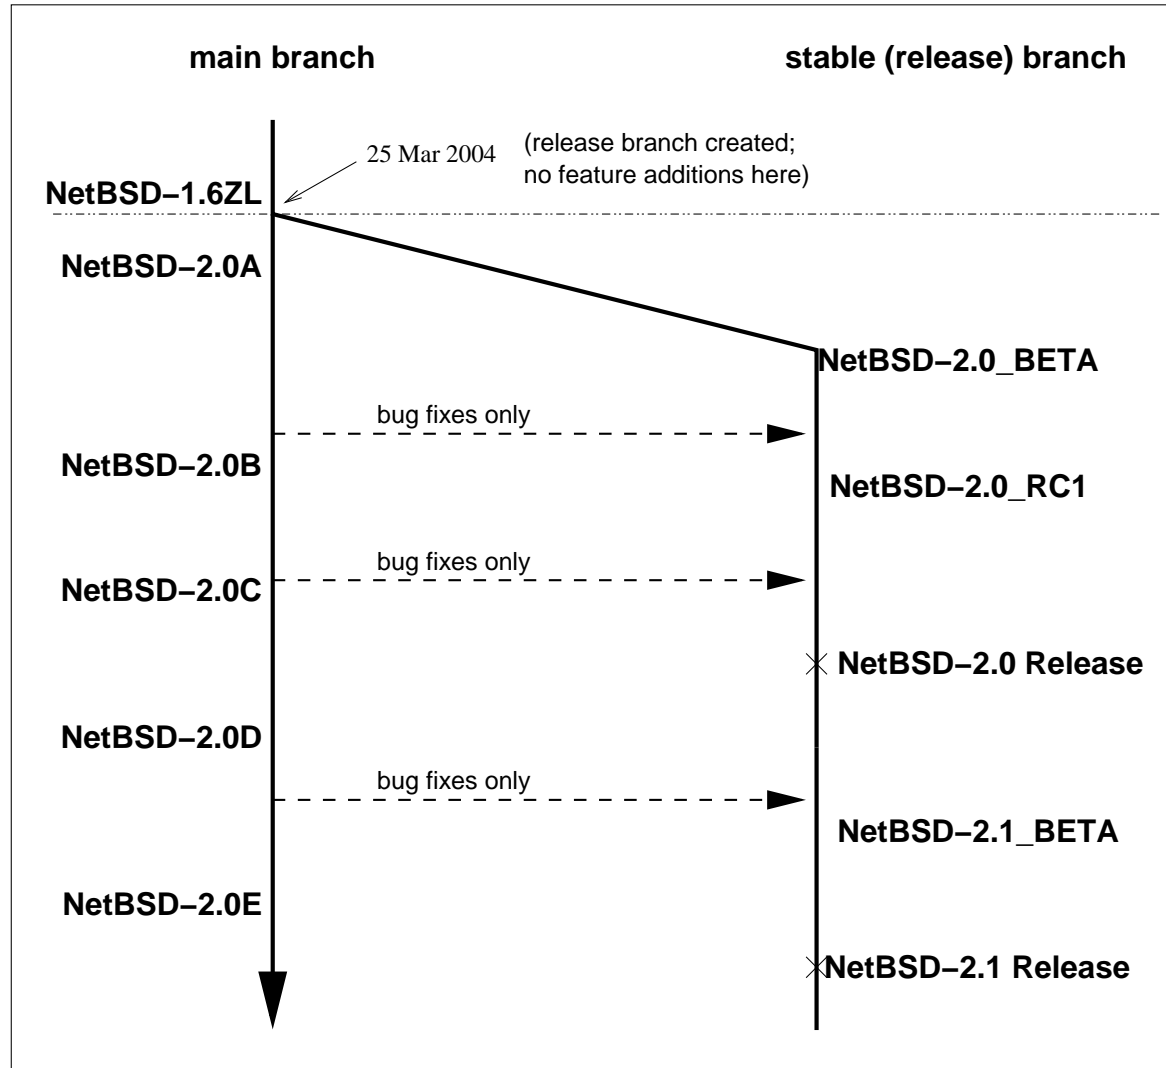 main branch
stable (release) branch
25 Mar 2004
(release branch created;
no feature additions here)
NetBSD−1.6ZL
NetBSD−2.0A
NetBSD−2.0_BETA
bug fixes only
NetBSD−2.0B
NetBSD−2.0_RC1
bug fixes only
NetBSD−2.0C
NetBSD−2.0 Release
NetBSD−2.0D
bug fixes only
NetBSD−2.1_BETA
NetBSD−2.0E
NetBSD−2.1 Release